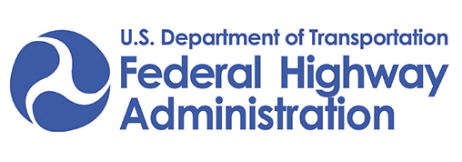 U.S. Department of Transportation
Federal Highway
Administration